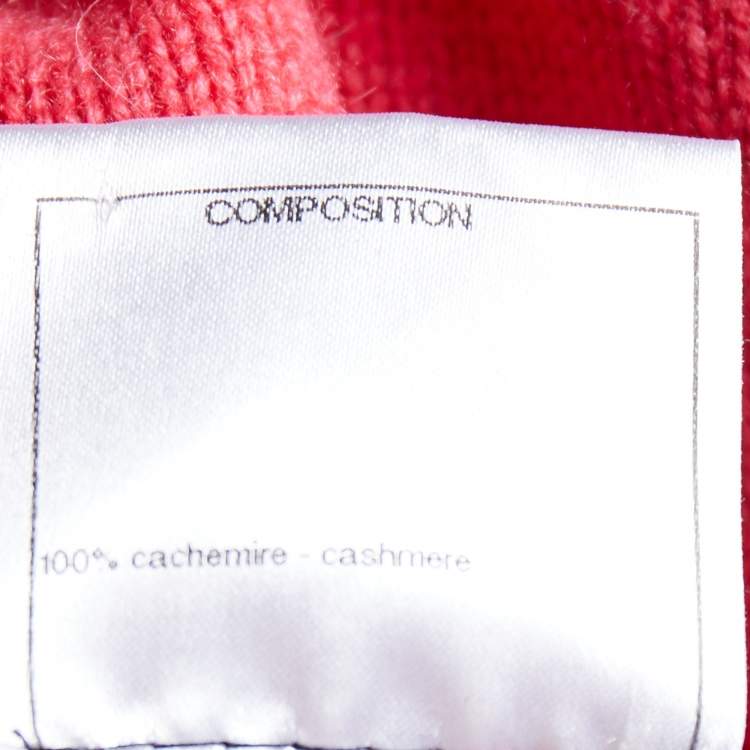 COMPOSITION
100% cachemire - cashmere